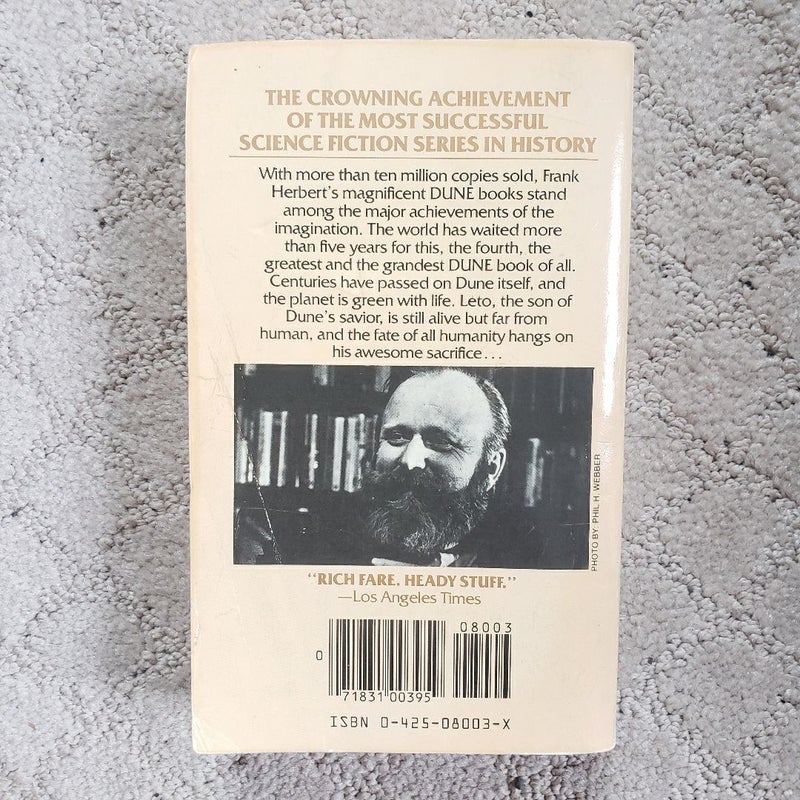 THE CROWNING ACHIEVEMENT
OF THE MOST SUCCESSFUL
SCIENCE FICTION SERIES IN HISTORY
With more than ten million copies sold, Frank
Herbert's magnificent DUNE books stand
among the major achievements of the
imagination. The world has waited more
than five years for this, the fourth, the
greatest and the grandest DUNE book of all.
Centuries have passed on Dune itself, and
the planet is green with life. Leto, the son of
Dune's savior, is still alive but far from
human, and the fate of all humanity hangs on
his awesome sacrifice...
PHOTO BY: PHIL H. WEBBER
"RICH FARE. HEADY STUFF."
—Los Angeles Times
08003
0
71831 00395
ISBN 0-425-08003-X